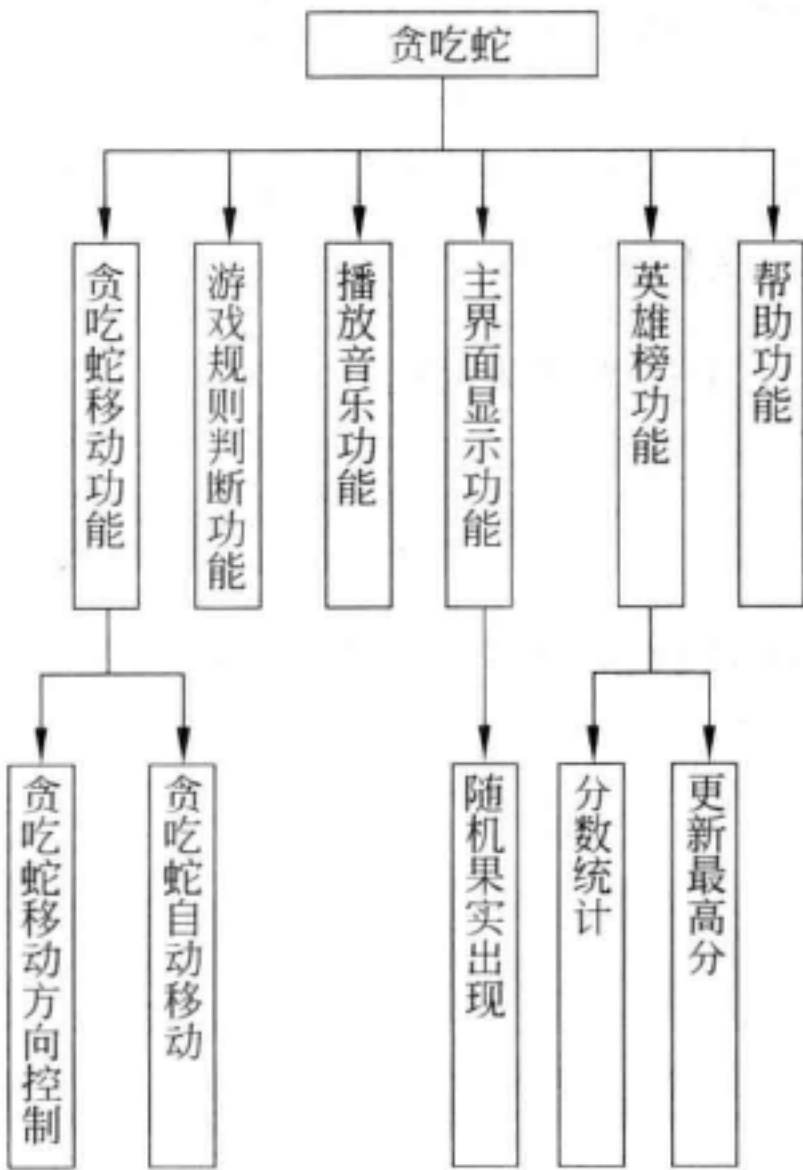 贪吃蛇
贪吃蛇移动功能
游戏规则判断功能
播放音乐功能
主界面显示功能
英雄榜功能
帮助功能
贪吃蛇移动方向控制
贪吃蛇自动移动
随机果实出现
分数统计
更新最高分